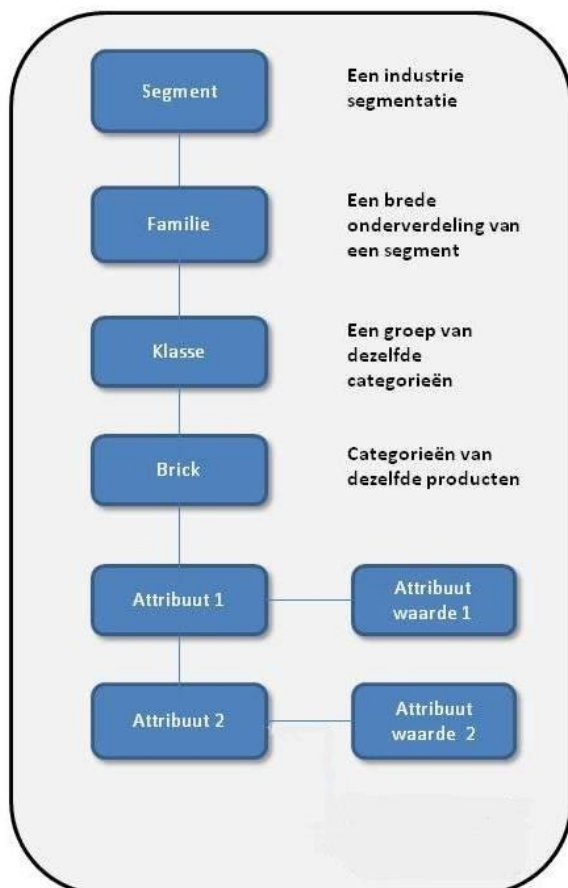 Segment
Een industrie
segmentatie
Familie
Een brede
onderverdeling van
een segment
Klasse
Een groep van
dezelfde
categorieën
Brick
Categorieën van
dezelfde producten
Attribuut 1
Attribuut
waarde 1
Attribuut 2
Attribuut
waarde 2